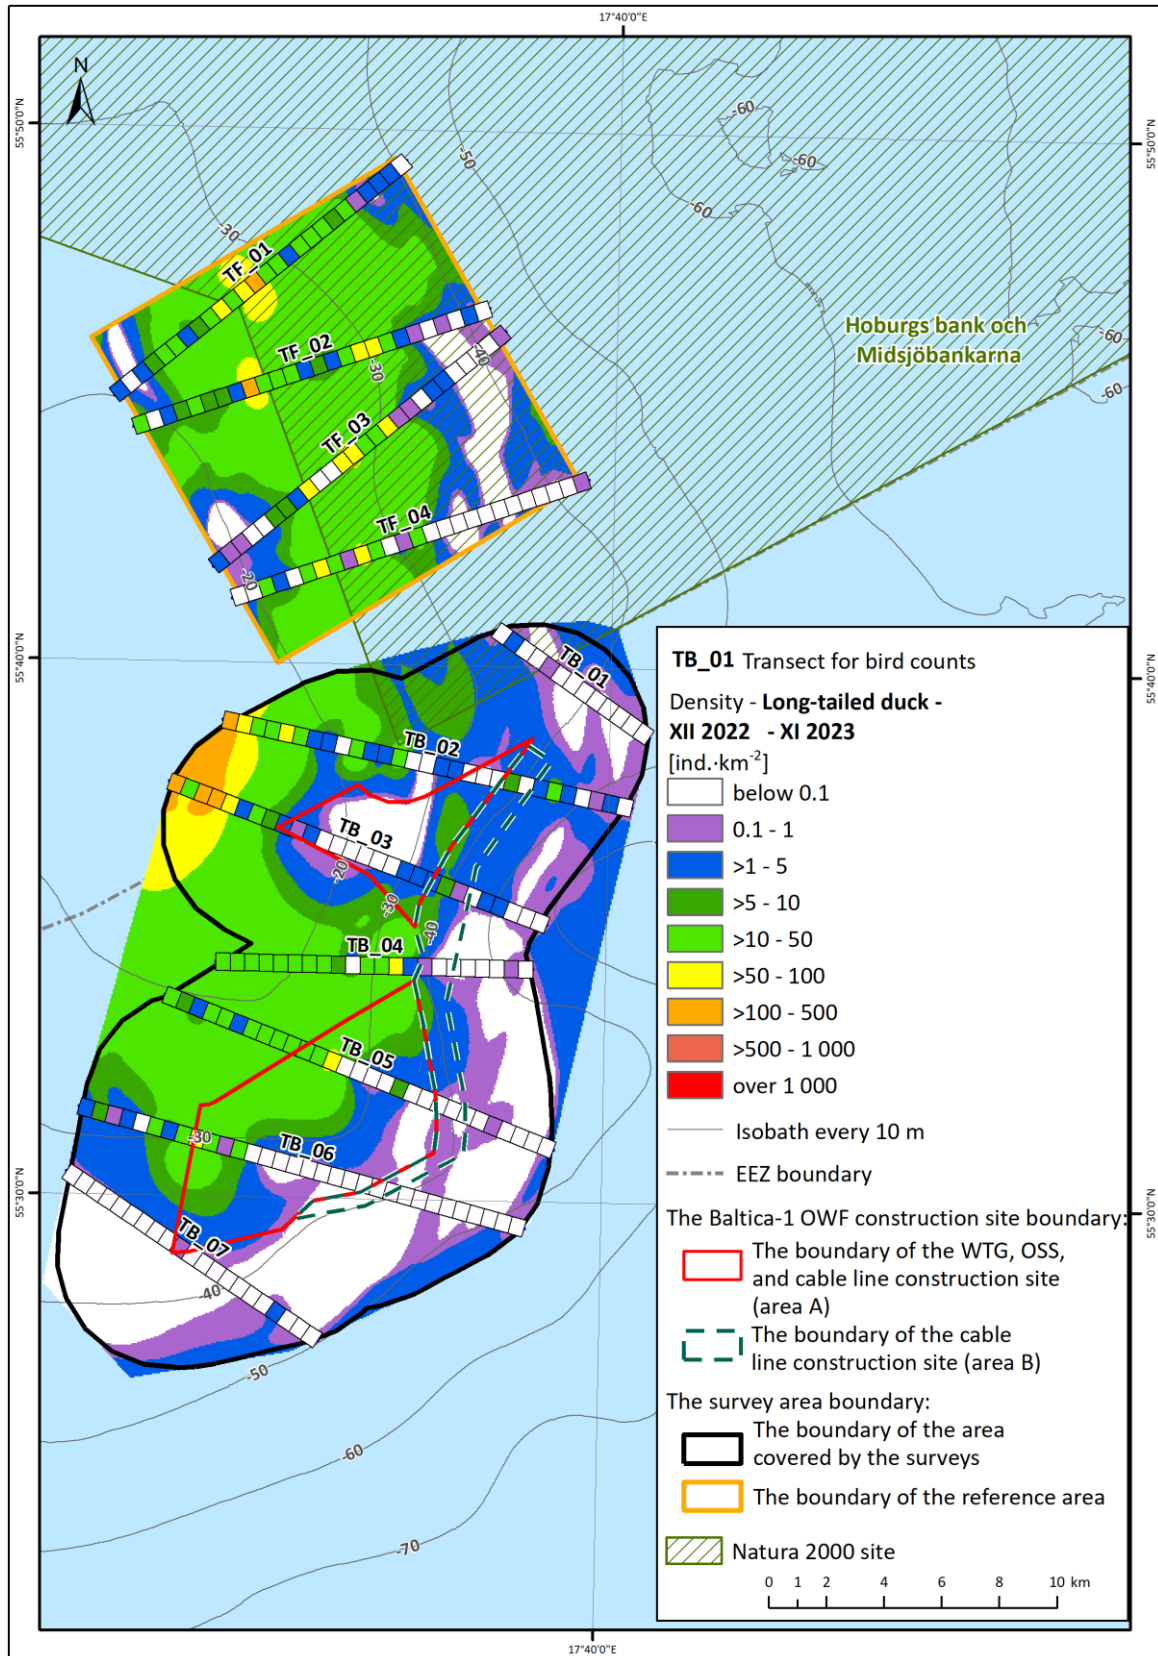 17°40'0"E
N
55°50'0"N
55°50'0"N
-60
-60
-50
-60
-30
TF_01
-60
Hoburgs bank och
Midsjöbankarna
TF_02
-40
-30
-60
TF_03
TF_04
-20
55°40'0"N
55°40'0"N
TB_01
TB_02
TB_03
-20
-30
-40
TB_04
TB_05
-30
TB_06
55°30'0"N
55°30'0"N
TB_07
-40
-50
-60
-70
TB_01 Transect for bird counts
Density - Long-tailed duck -
XII 2022 - XI 2023
[ind.·km-2]
below 0.1
0.1 - 1
>1 - 5
>5 - 10
>10 - 50
>50 - 100
>100 - 500
>500 - 1 000
over 1 000
Isobath every 10 m
EEZ boundary
The Baltica-1 OWF construction site boundary:
The boundary of the WTG, OSS,
and cable line construction site
(area A)
The boundary of the cable
line construction site (area B)
The survey area boundary:
The boundary of the area
covered by the surveys
The boundary of the reference area
Natura 2000 site
0 1 2 4 6 8 10 km
17°40'0"E